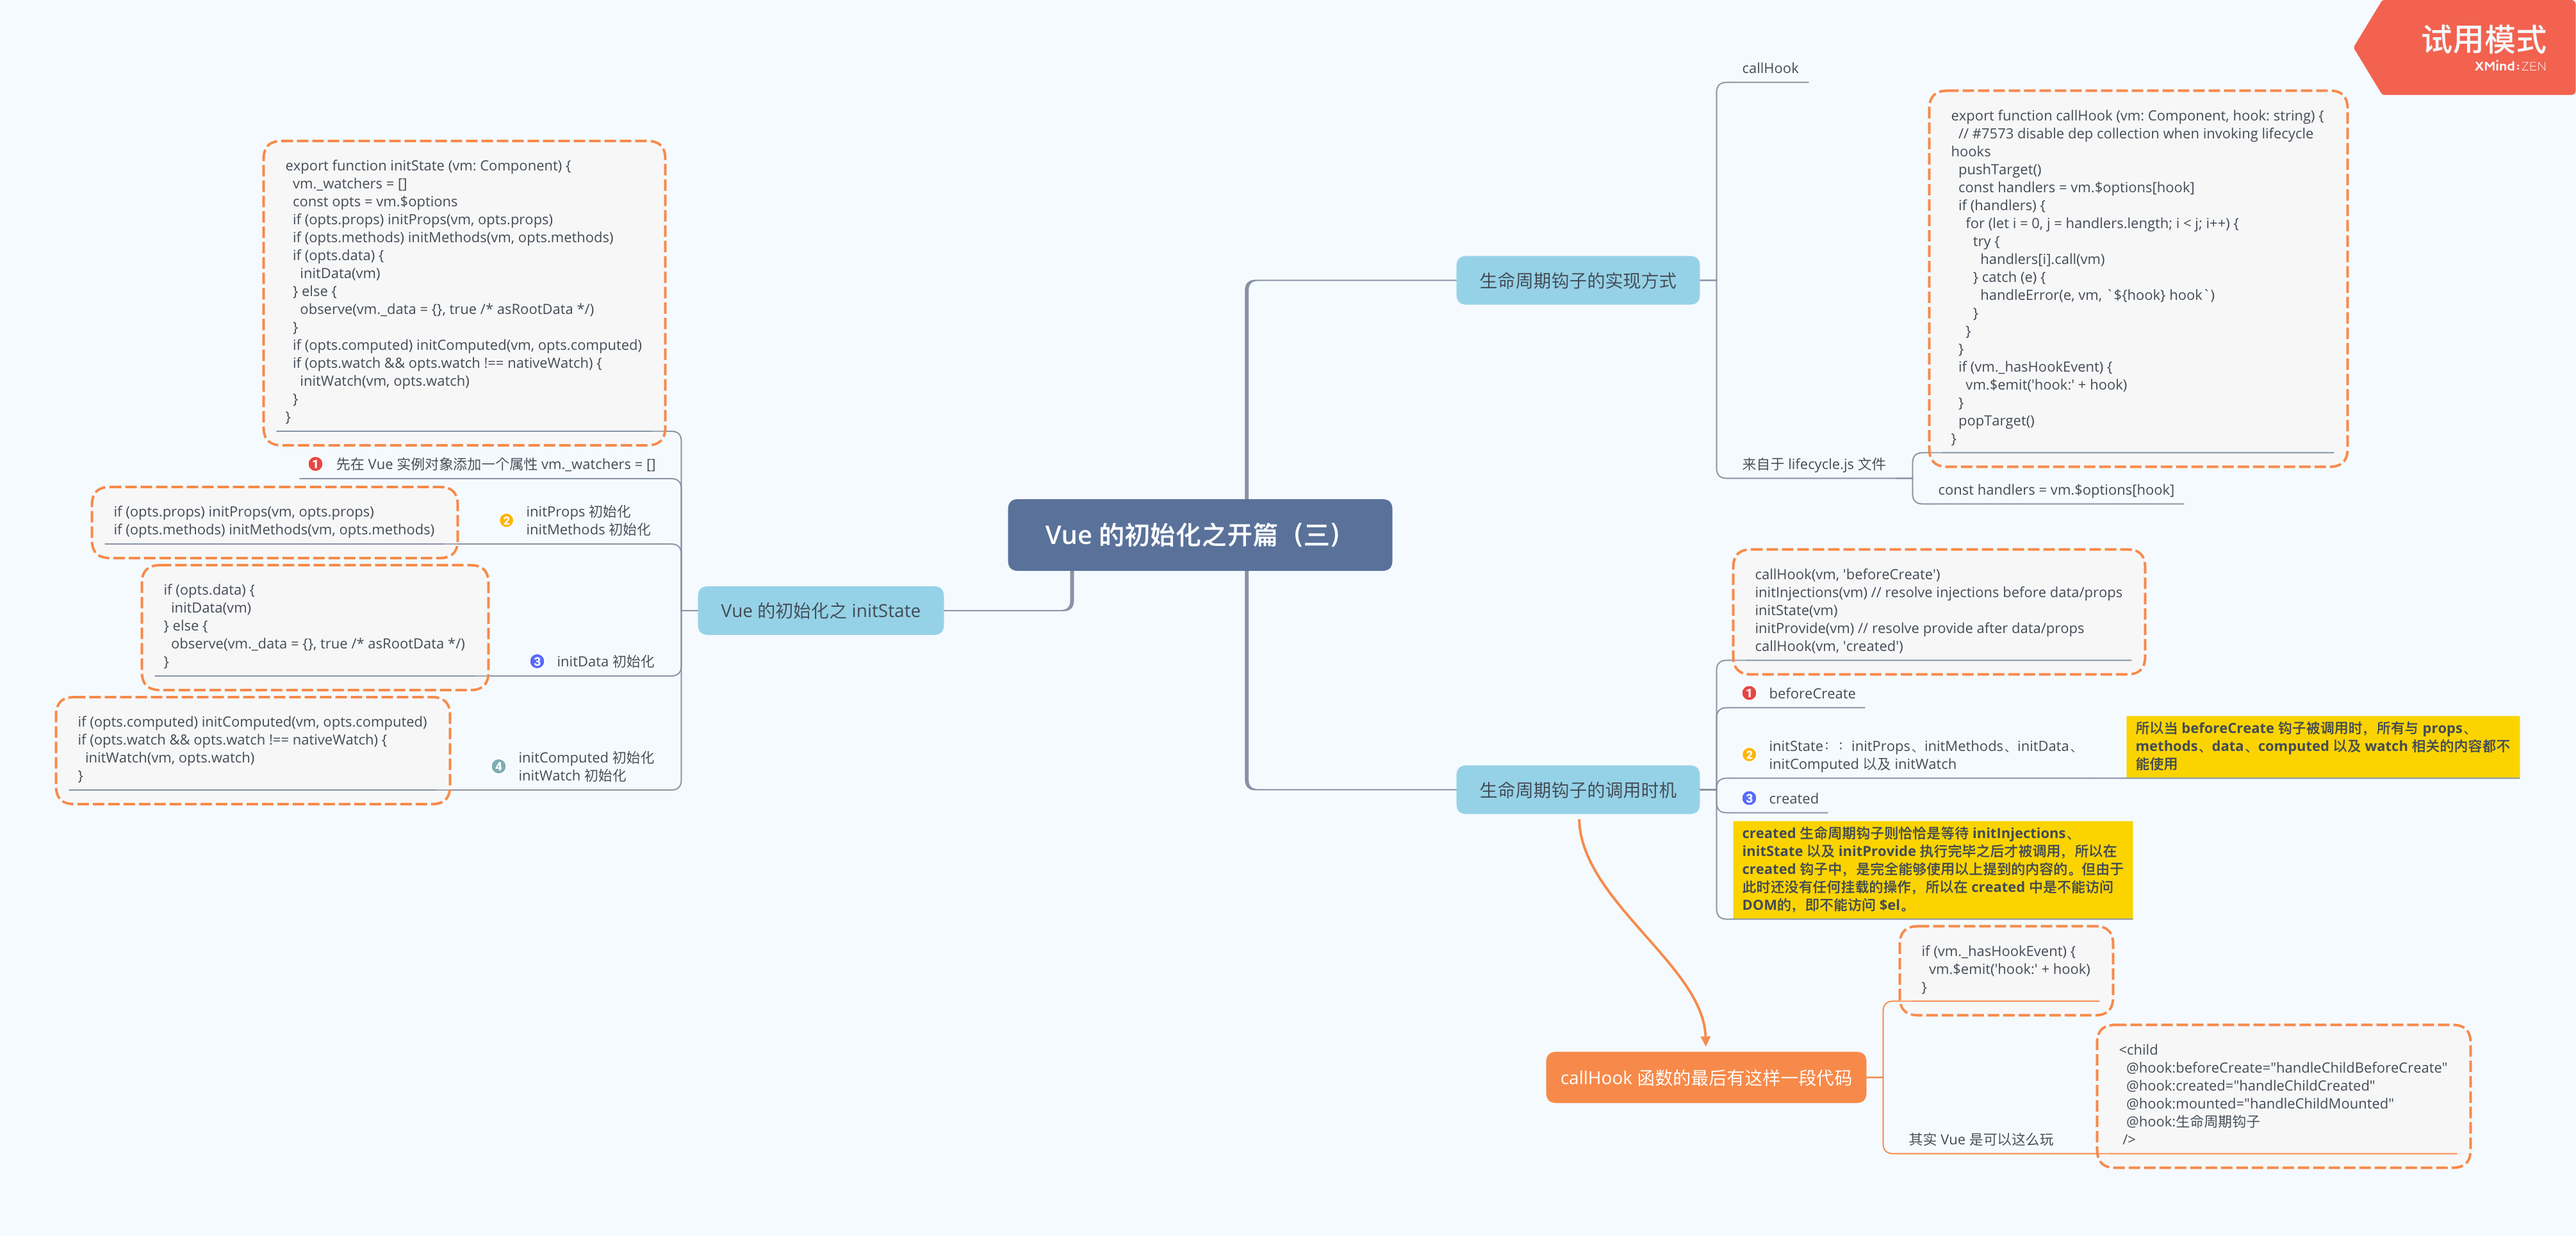 试用模式
XMind:ZEN
Vue 的初始化之开篇（三）
生命周期钩子的实现方式
callHook
来自于 lifecycle.js 文件
export function callHook (vm: Component, hook: string) {
// #7573 disable dep collection when invoking lifecycle
hooks
pushTarget()
const handlers = vm.$options[hook]
if (handlers) {
for (let i = 0, j = handlers.length; i < j; i++) {
try {
handlers[i].call(vm)
} catch (e) {
handleError(e, vm, `${hook} hook`)
}
}
}
if (vm._hasHookEvent) {
vm.$emit('hook:' + hook)
}
popTarget()
}
const handlers = vm.$options[hook]
生命周期钩子的调用时机
callHook(vm, 'beforeCreate')
initInjections(vm) // resolve injections before data/props
initState(vm)
initProvide(vm) // resolve provide after data/props
callHook(vm, 'created')
1 beforeCreate
2 initState：：initProps、initMethods、initData、
initComputed 以及 initWatch
所以当 beforeCreate 钩子被调用时，所有与 props、
methods、data、computed 以及 watch 相关的内容都不
能使用
3 created
created 生命周期钩子则恰恰是等待 initInjections、
initState 以及 initProvide 执行完毕之后才被调用，所以在
created 钩子中，是完全能够使用以上提到的内容的。但由于
此时还没有任何挂载的操作，所以在 created 中是不能访问
DOM的，即不能访问 $el。
callHook 函数的最后有这样一段代码
if (vm._hasHookEvent) {
vm.$emit('hook:' + hook)
}
其实 Vue 是可以这么玩
<child
@hook:beforeCreate="handleChildBeforeCreate"
@hook:created="handleChildCreated"
@hook:mounted="handleChildMounted"
@hook:生命周期钩子
/>
Vue 的初始化之 initState
export function initState (vm: Component) {
vm._watchers = []
const opts = vm.$options
if (opts.props) initProps(vm, opts.props)
if (opts.methods) initMethods(vm, opts.methods)
if (opts.data) {
initData(vm)
} else {
observe(vm._data = {}, true /* asRootData */)
}
if (opts.computed) initComputed(vm, opts.computed)
if (opts.watch && opts.watch !== nativeWatch) {
initWatch(vm, opts.watch)
}
}
1 先在 Vue 实例对象添加一个属性 vm._watchers = []
2 initProps 初始化
initMethods 初始化
if (opts.props) initProps(vm, opts.props)
if (opts.methods) initMethods(vm, opts.methods)
3 initData 初始化
if (opts.data) {
initData(vm)
} else {
observe(vm._data = {}, true /* asRootData */)
}
4 initComputed 初始化
initWatch 初始化
if (opts.computed) initComputed(vm, opts.computed)
if (opts.watch && opts.watch !== nativeWatch) {
initWatch(vm, opts.watch)
}